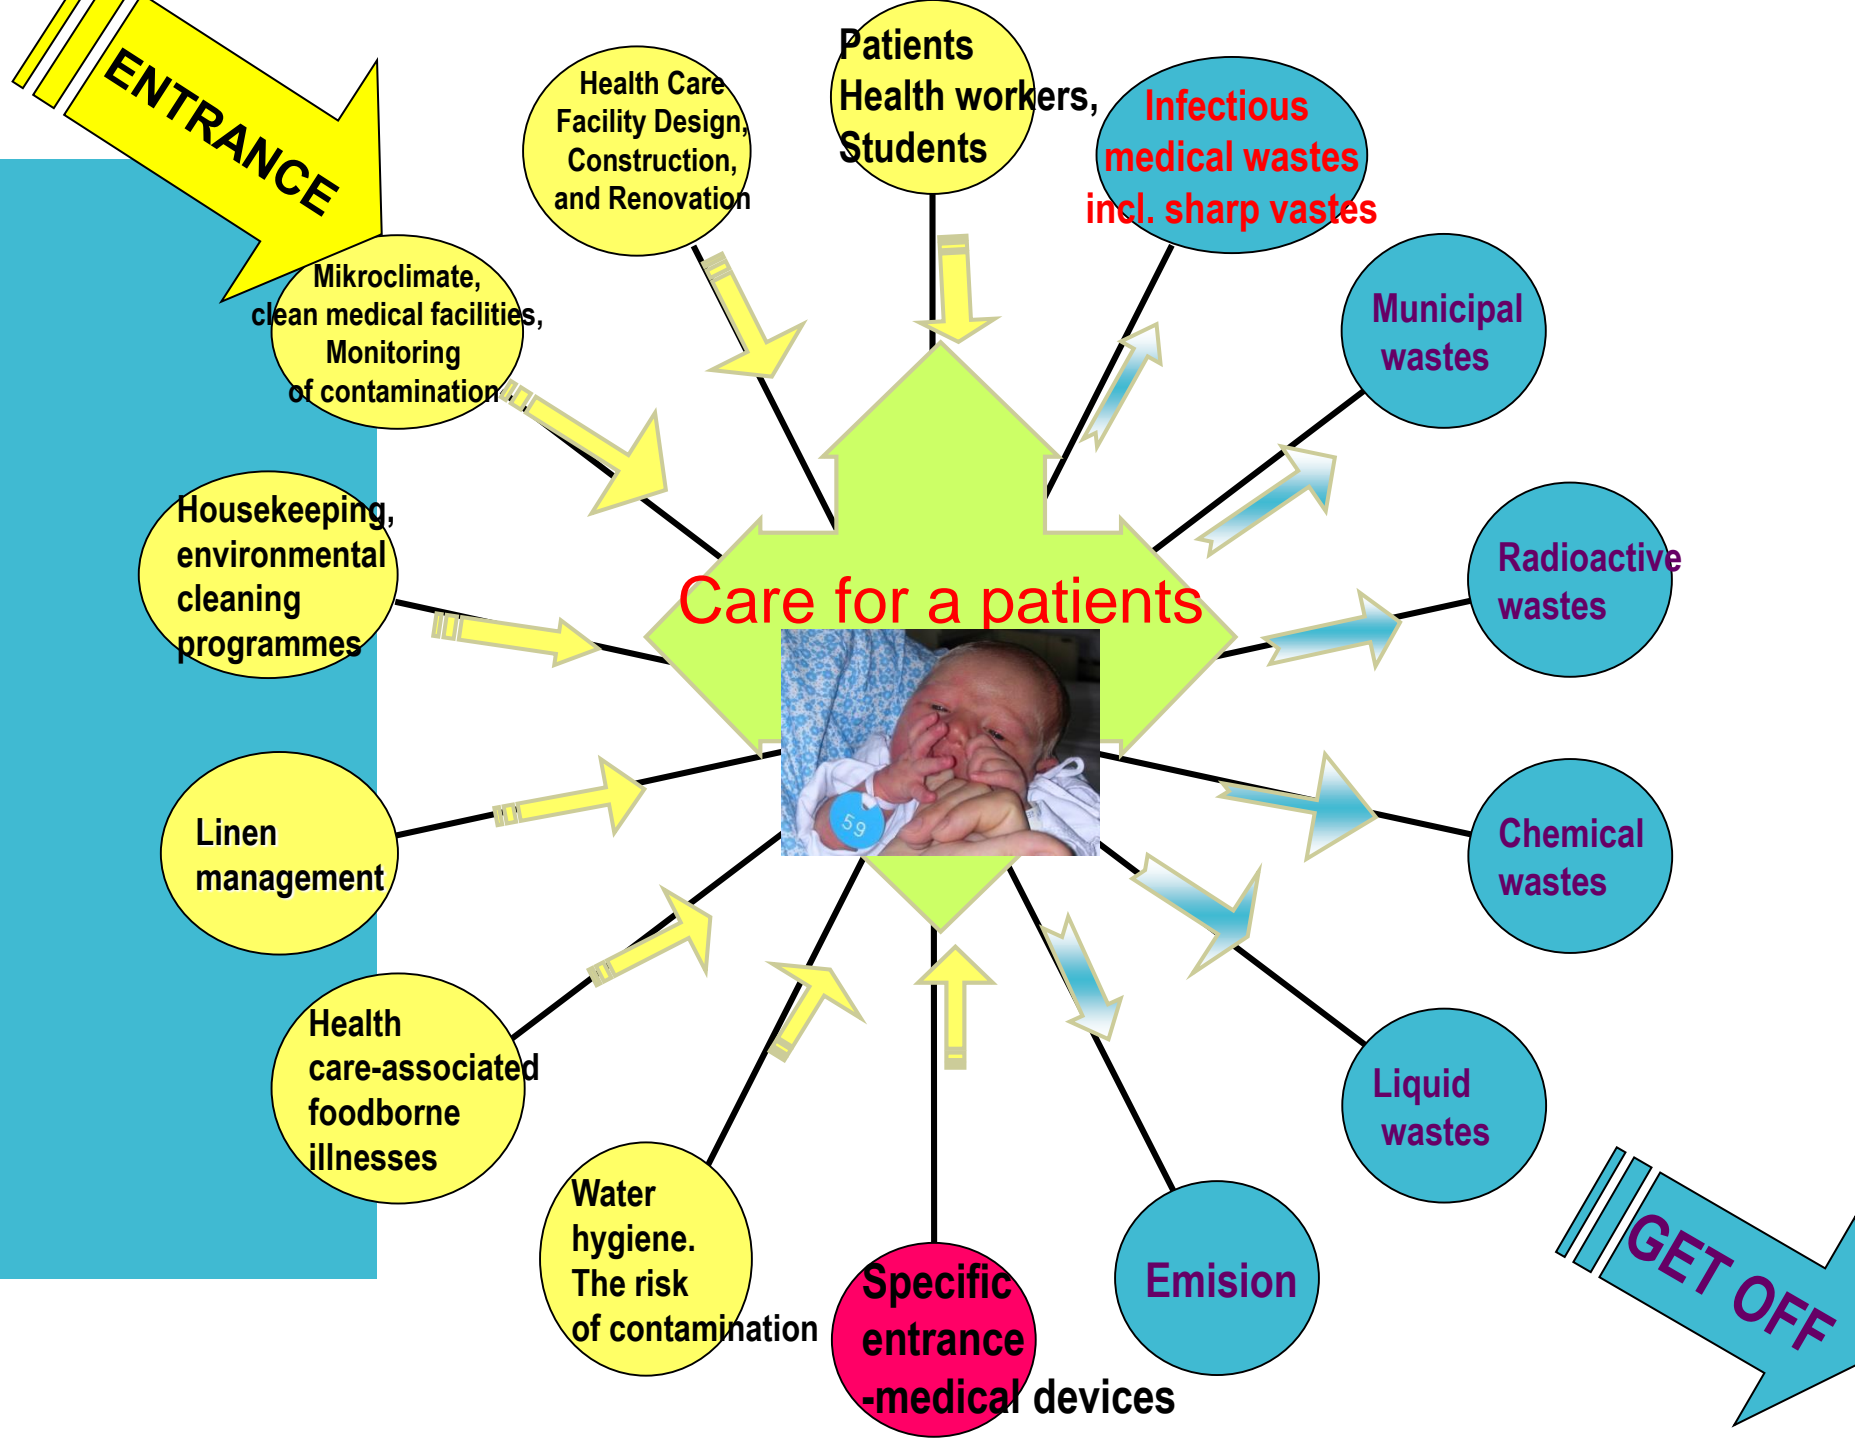 ENTRANCE
Health Care
Facility Design,
Construction,
and Renovation
Patients
Health workers,
Students
Infectious
medical wastes
incl. sharp vastes
Mikroclimate,
clean medical facilities,
Monitoring
of contamination
Municipal
wastes
Housekeeping,
environmental
cleaning
programmes
Care for a patients
59
Radioactive
wastes
Linen
management
Chemical
wastes
Health
care-associated
foodborne
illnesses
Liquid
wastes
Water
hygiene.
The risk
of contamination
Specific
entrance
-medical devices
Emision
GET OFF